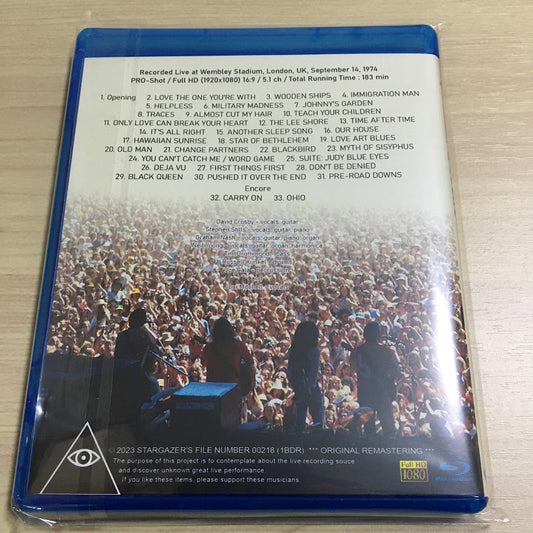 Recorded Live at Wembley Stadium, London, UK, September 14, 1974
PRO-Shot / Full HD (1920x1080) 16:9 / 5.1 ch / Total Running Time : 183 min
1. Opening 2. LOVE THE ONE YOU'RE WITH 3. WOODEN SHIPS 4. IMMIGRATION MAN
5. HELPLESS 6. MILITARY MADNESS 7. JOHNNY'S GARDEN
8. TRACES 9. ALMOST CUT MY HAIR 10. TEACH YOUR CHILDREN
11. ONLY LOVE CAN BREAK YOUR HEART 12. THE LEE SHORE 13. TIME AFTER TIME
14. IT'S ALL RIGHT 15. ANOTHER SLEEP SONG 16. OUR HOUSE
17. HAWAIIAN SUNRISE 18. STAR OF BETHLEHEM 19. LOVE ART BLUES
20. OLD MAN 21. CHANGE PARTNERS 22. BLACKBIRD 23. MYTH OF SISYPHUS
24. YOU CAN'T CATCH ME / WORD GAME 25. SUITE: JUDY BLUE EYES
26. DEJA VU 27. FIRST THINGS FIRST 28. DON'T BE DENIED
29. BLACK QUEEN 30. PUSHED IT OVER THE END 31. PRE-ROAD DOWNS
Encore
32. CARRY ON 33. OHIO
David Crosby - vocals, guitar
Stephen Stills - vocals, guitar, piano
Graham Nash - vocals, guitar, piano, organ
vocals, guitar, organ, harmonica
© 2023 STARGAZER'S FILE NUMBER 00218 (1BDR) *** ORIGINAL REMASTERING ***
The purpose of this project is to contemplate about the live recording souce
and discover unknown great live performance.
If you like these items, please support these musicians.
Full HD
1080